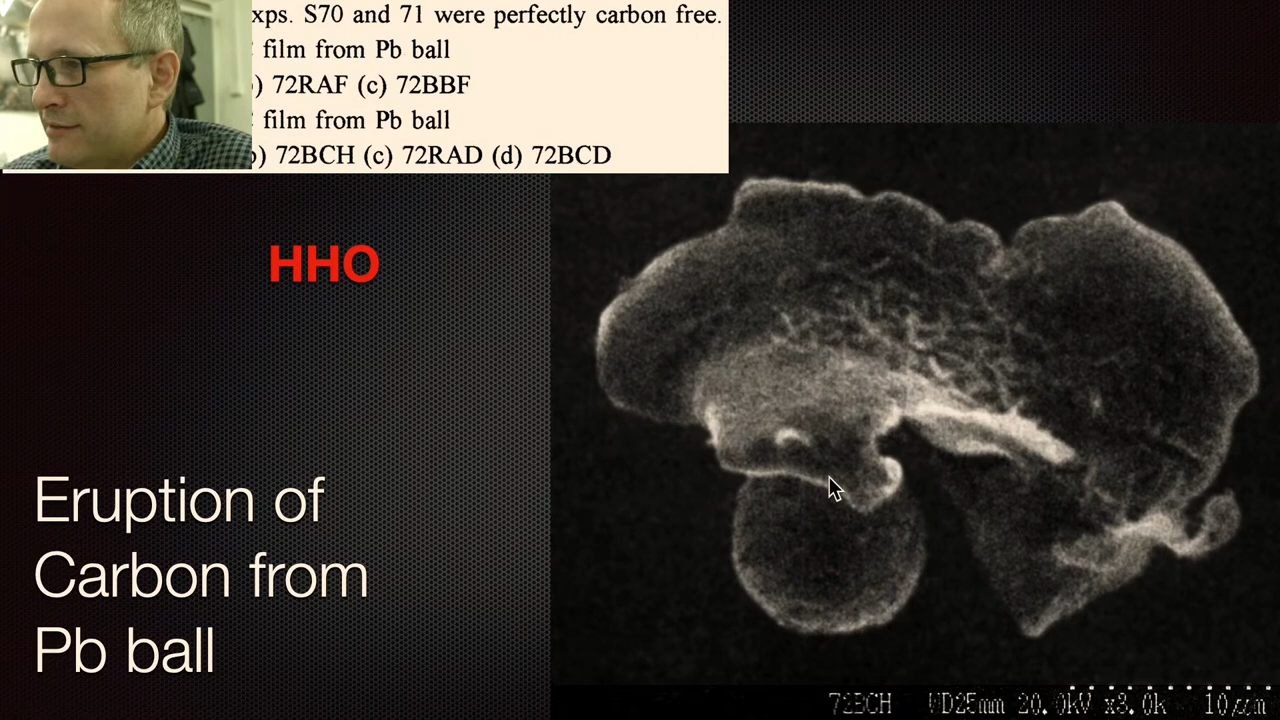 xps. S70 and 71 were perfectly carbon free.
film from Pb ball
) 72RAF (c) 72BBF
film from Pb ball
) 72BCH (c) 72RAD (d) 72BCD
HHO
Eruption of
Carbon from
Pb ball
72BCH WD25mm 20.0kV x3.0k 10µm